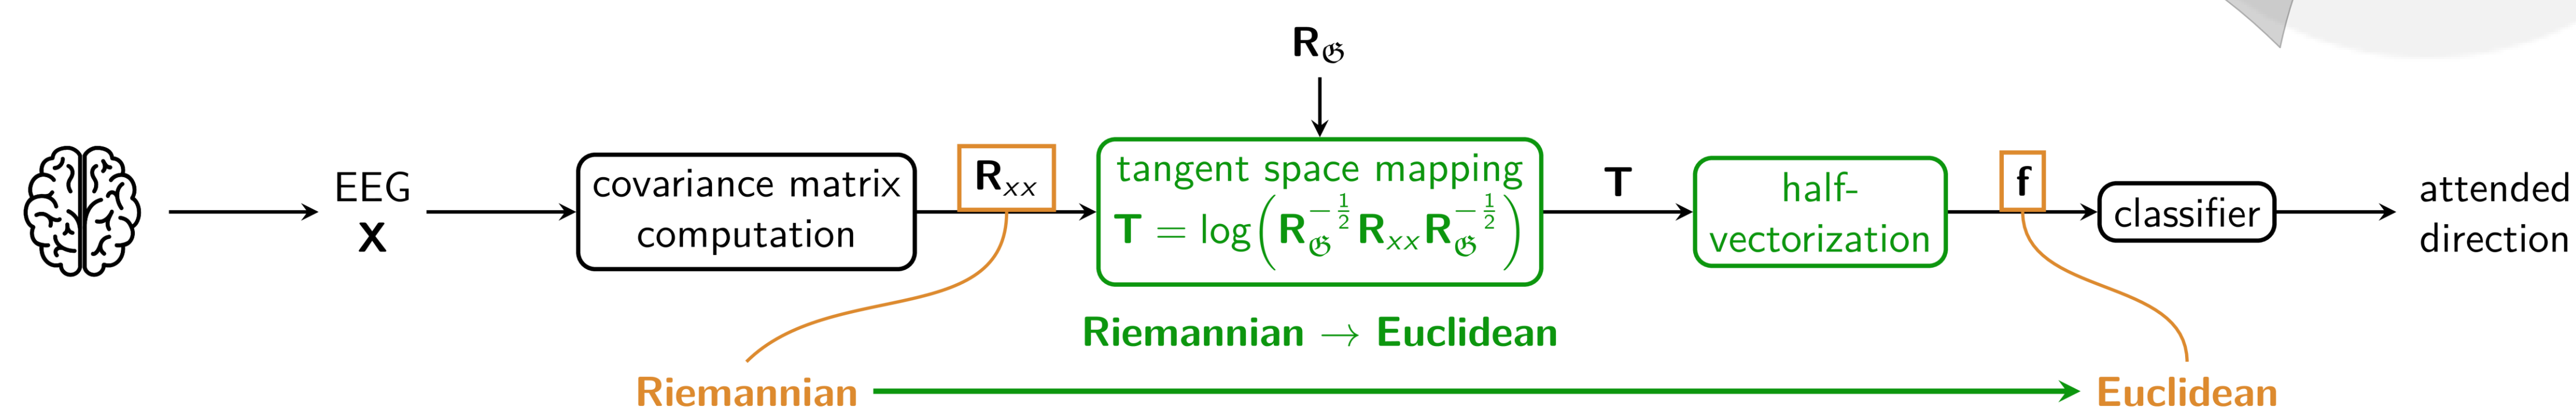 R𝔊
EEG
X
covariance matrix
computation
Rxx
tangent space mapping
T = log(R𝔊^{-1/2} Rxx R𝔊^{-1/2})
T
half-
vectorization
f
classifier
attended
direction
Riemannian → Euclidean
Riemannian
Euclidean